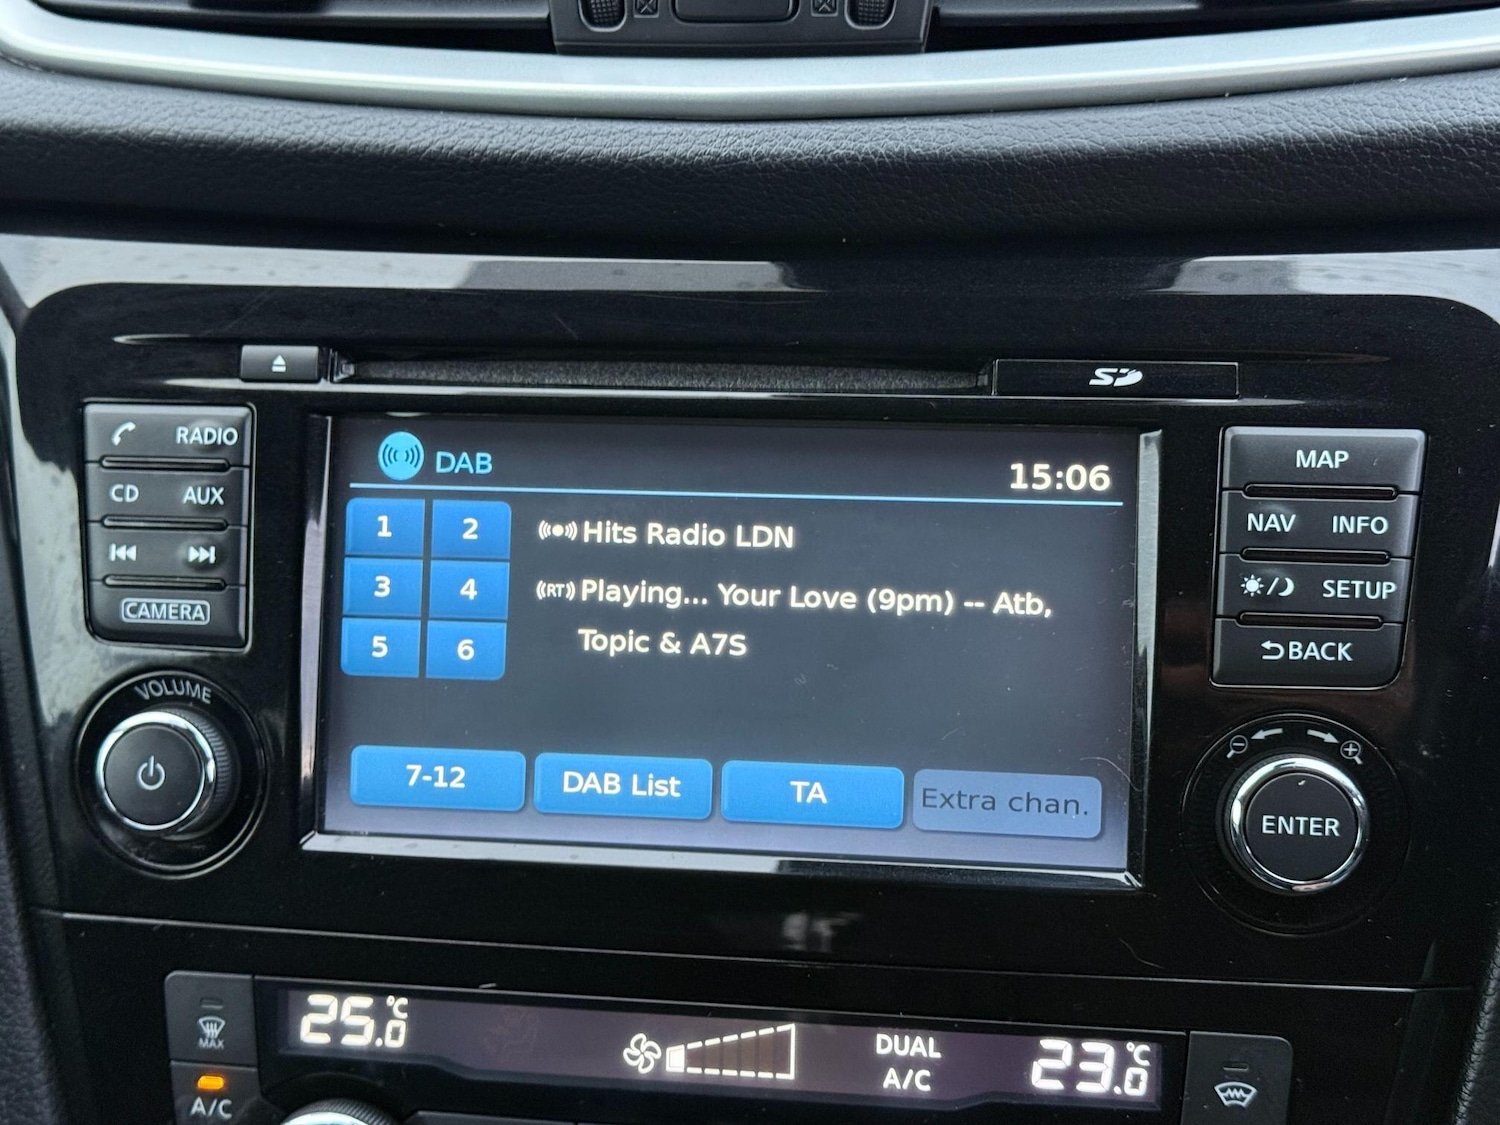 SD
RADIO
CD AUX
CAMERA
VOLUME
DAB
15:06
1 2
3 4
5 6
Hits Radio LDN
RT Playing... Your Love (9pm) -- Atb,
Topic & A7S
7-12 DAB List TA Extra chan.
MAP
NAV INFO
SETUP
BACK
ENTER
MAX
A/C
25.0 °C
DUAL
A/C
23.0 °C